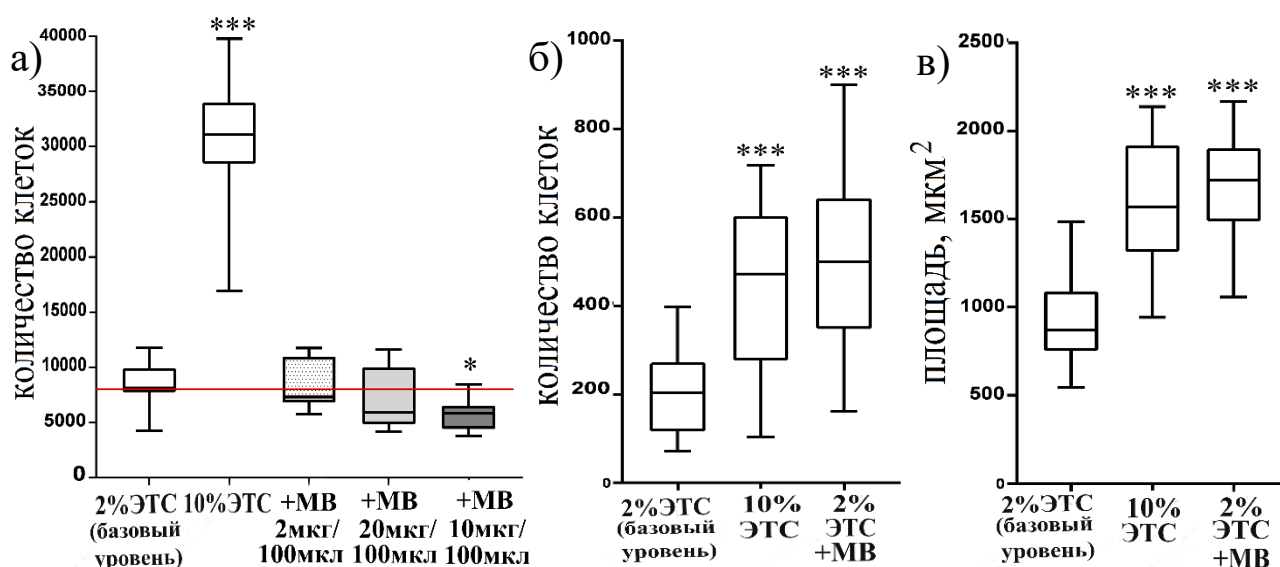 а)
количество клеток
40000
35000
30000
25000
20000
15000
10000
5000
0
***
*
2%ЭТС
(базовый
уровень)
10%ЭТС
+МВ
2мкг/
100мкл
+МВ
20мкг/
100мкл
+МВ
10мкг/
100мкл
б)
количество клеток
1000
800
600
400
200
0
***
***
2%ЭТС
(базовый
уровень)
10%
ЭТС
2%
ЭТС
+МВ
в)
площадь, мкм²
2500
2000
1500
1000
500
0
***
***
2%ЭТС
(базовый
уровень)
10%
ЭТС
2%
ЭТС
+МВ